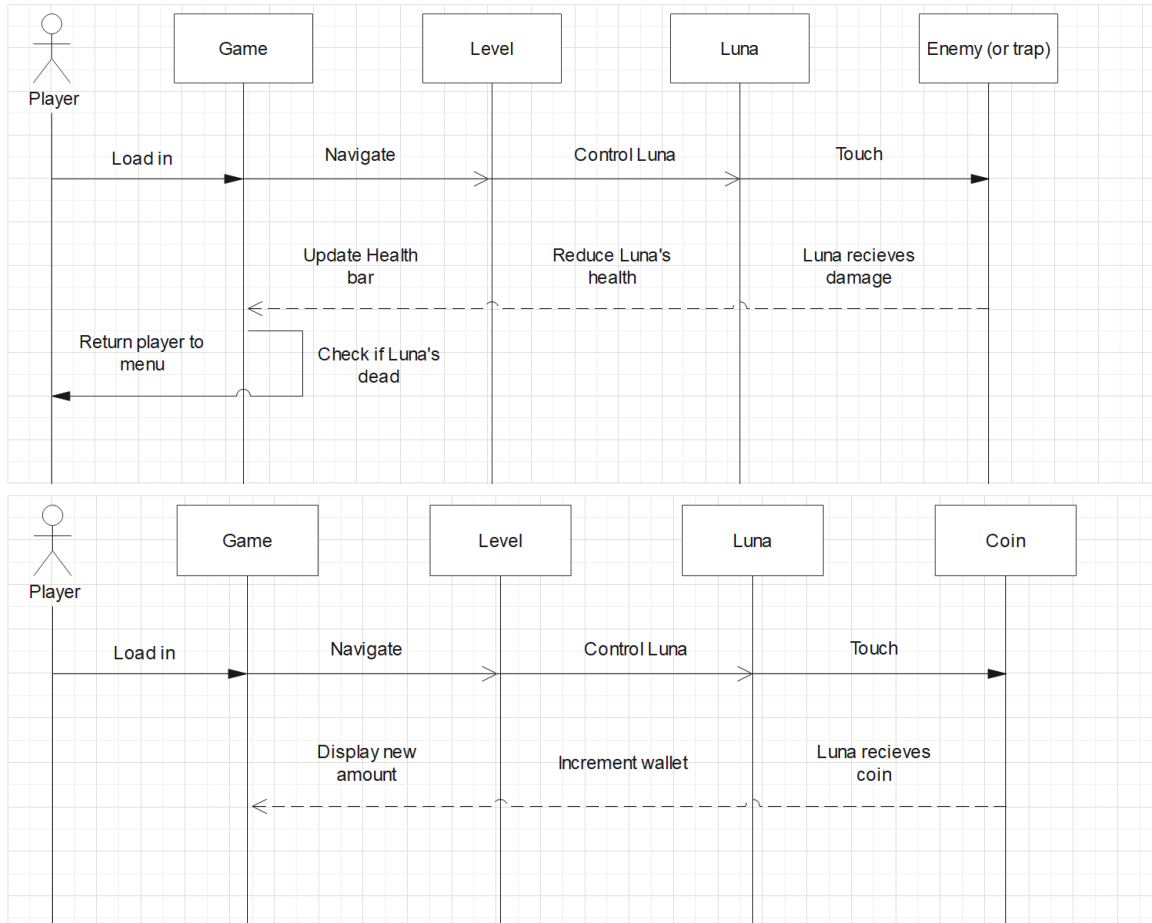 Player
Game
Level
Luna
Enemy (or trap)
Load in
Navigate
Control Luna
Touch
Update Health
bar
Reduce Luna's
health
Luna recieves
damage
Return player to
menu
Check if Luna's
dead
Player
Game
Level
Luna
Coin
Load in
Navigate
Control Luna
Touch
Display new
amount
Increment wallet
Luna recieves
coin